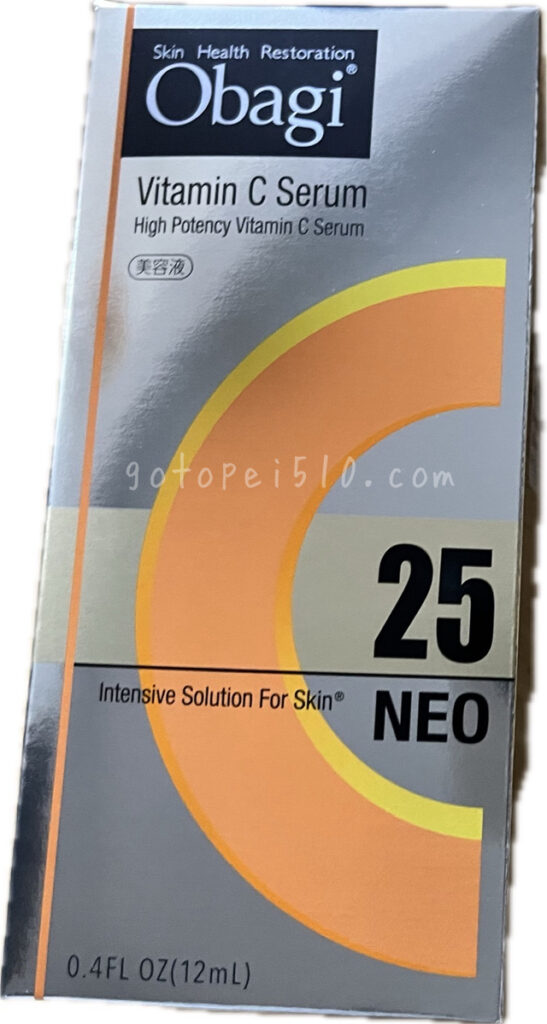 Skin Health Restoration
Obagi®
Vitamin C Serum
High Potency Vitamin C Serum
美容液
gotopei510.com
25
Intensive Solution For Skin®
NEO
0.4FL OZ(12mL)